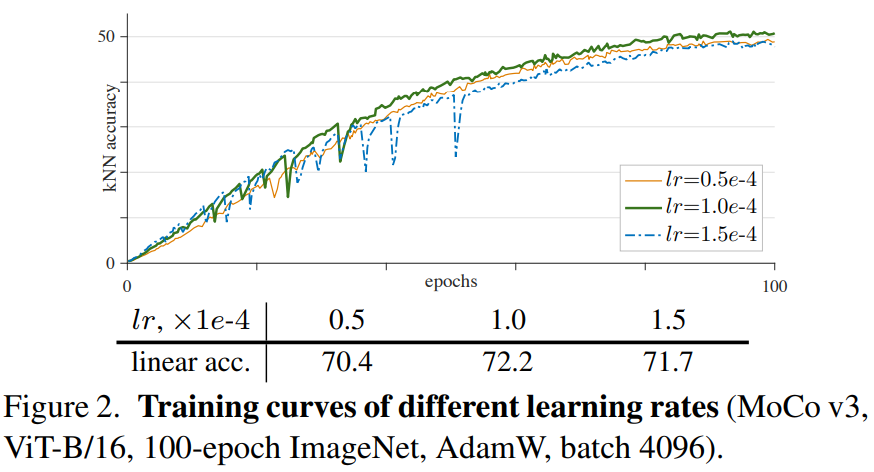 50
kNN accuracy
0
lr=0.5e-4
lr=1.0e-4
lr=1.5e-4
0
epochs
100
lr, ×1e-4 0.5 1.0 1.5
linear acc. 70.4 72.2 71.7
Figure 2. Training curves of different learning rates (MoCo v3,
ViT-B/16, 100-epoch ImageNet, AdamW, batch 4096).